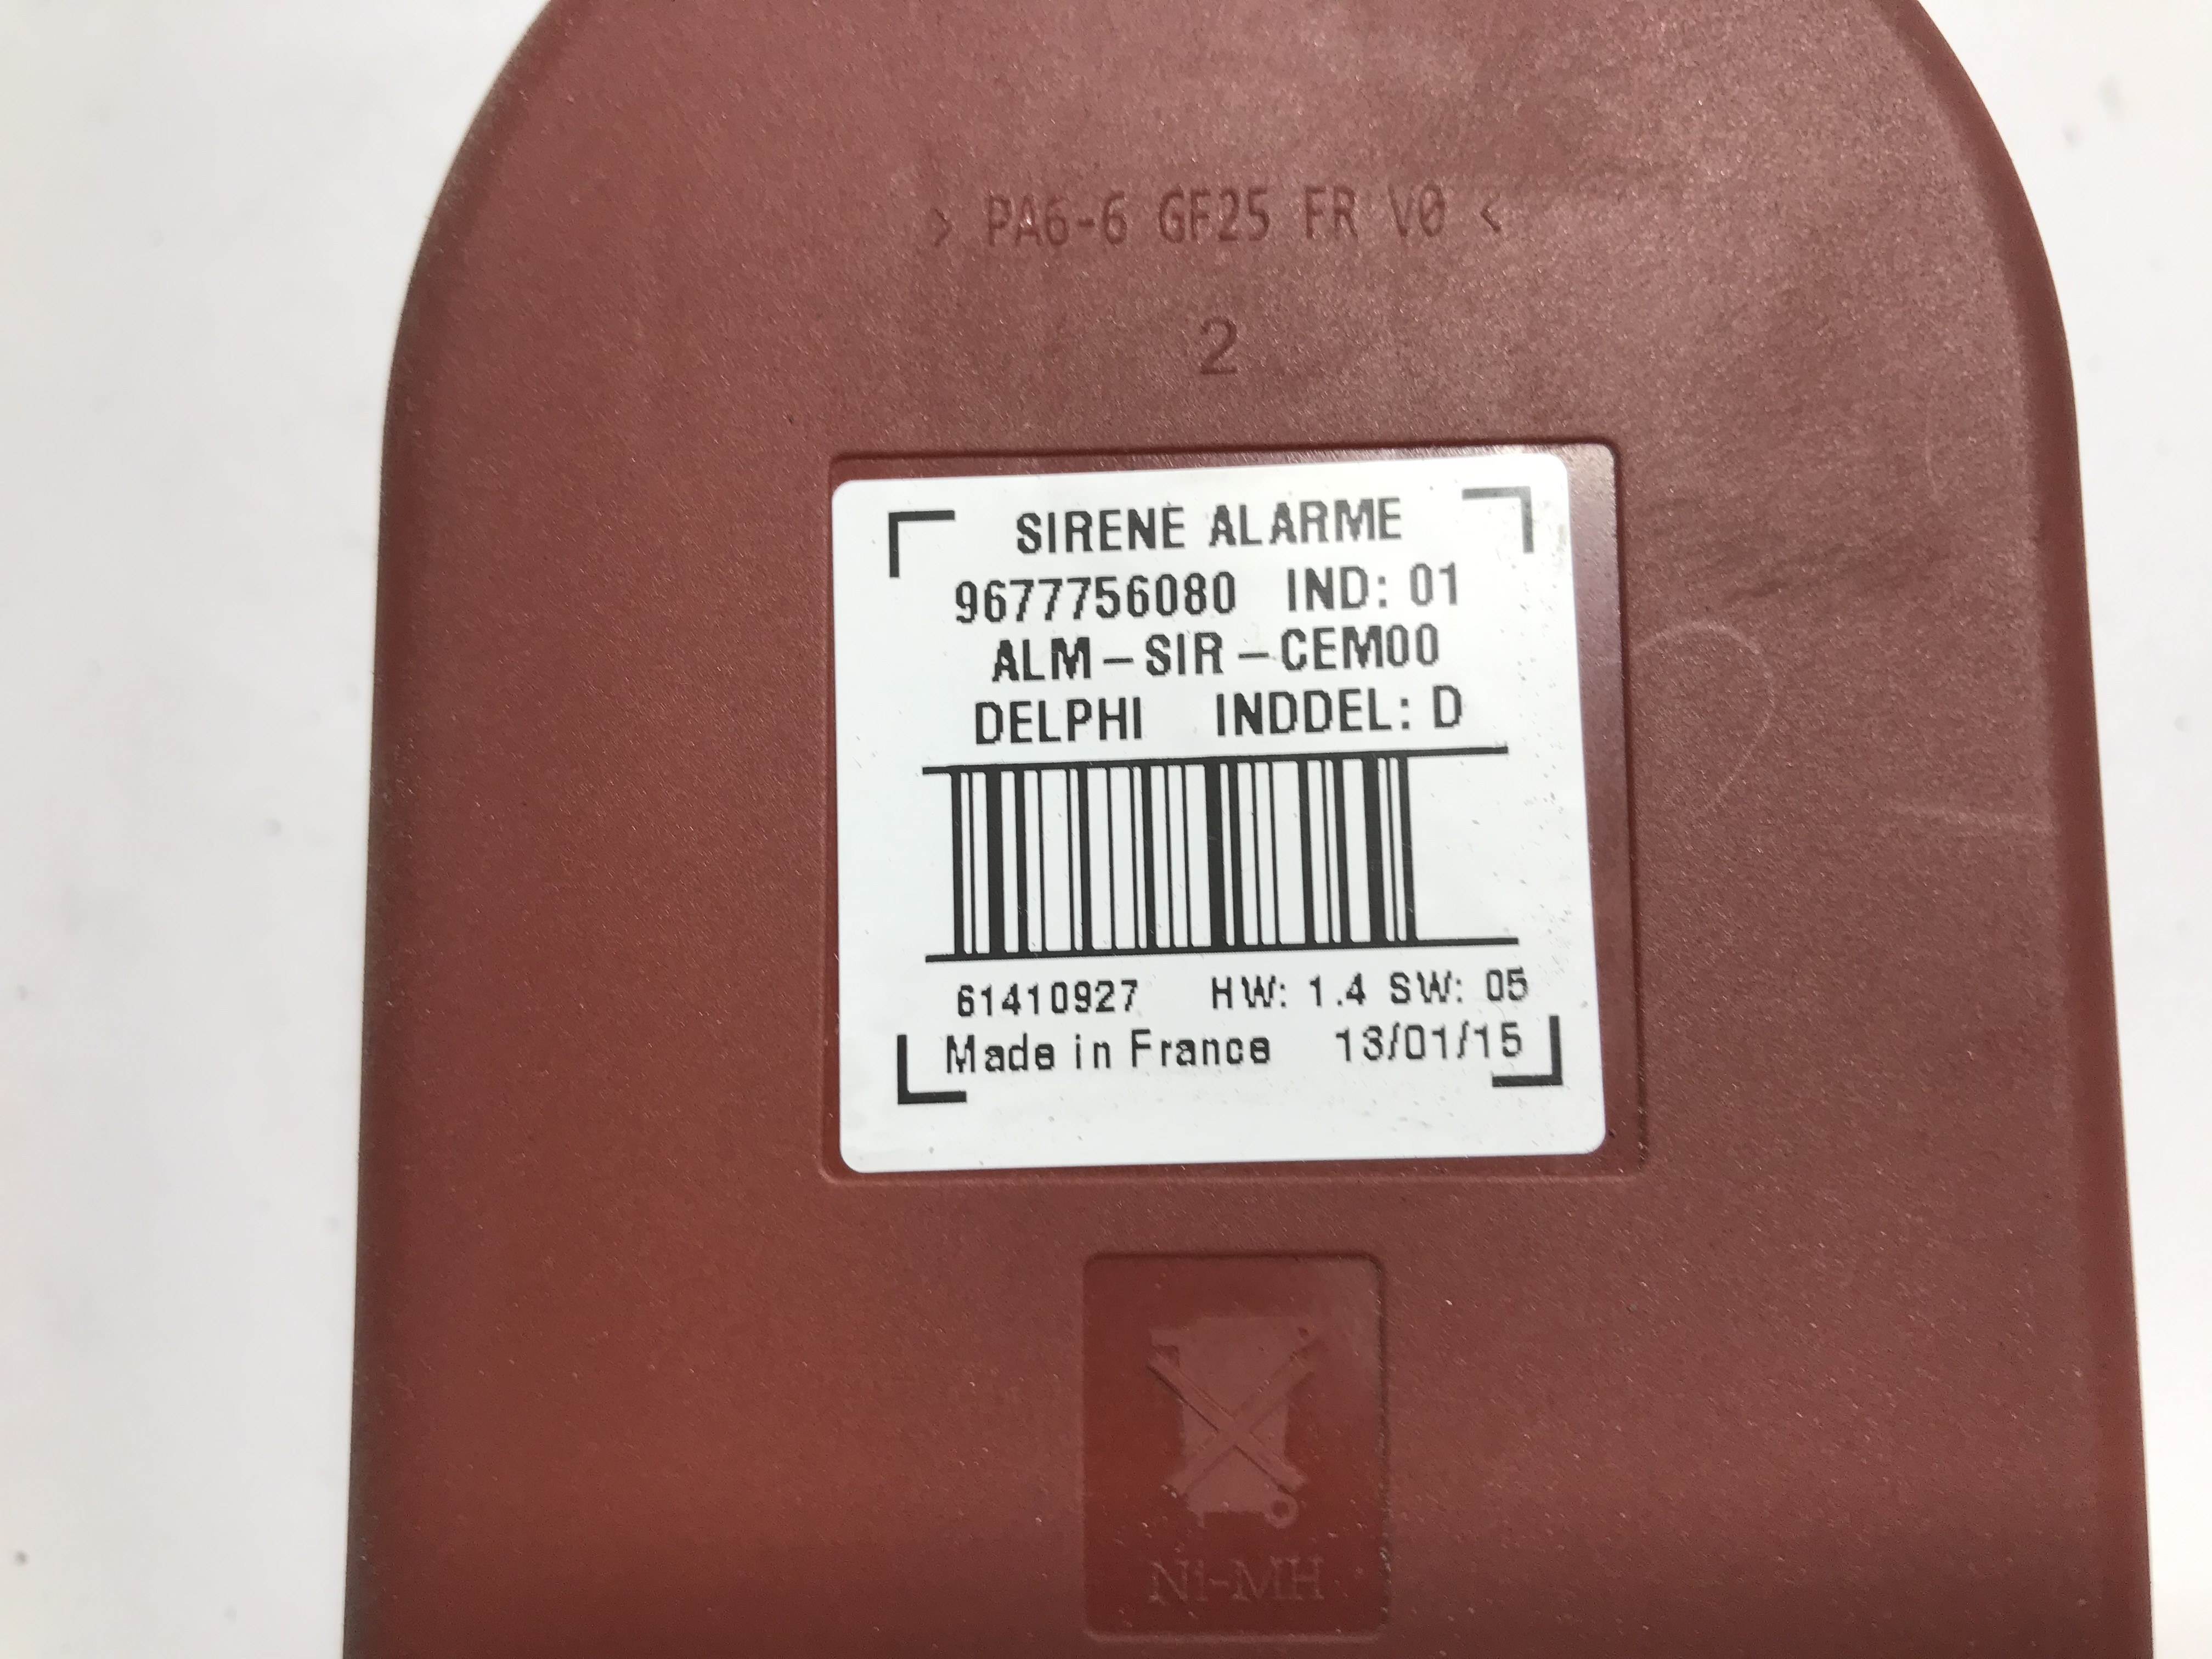 > PA6-6 GF25 FR V0 <
2
SIRENE ALARME
9677756080 IND: 01
ALM-SIR-CEM00
DELPHI INDDEL: D
61410927 HW: 1.4 SW: 05
Made in France 13/01/15
Ni-MH